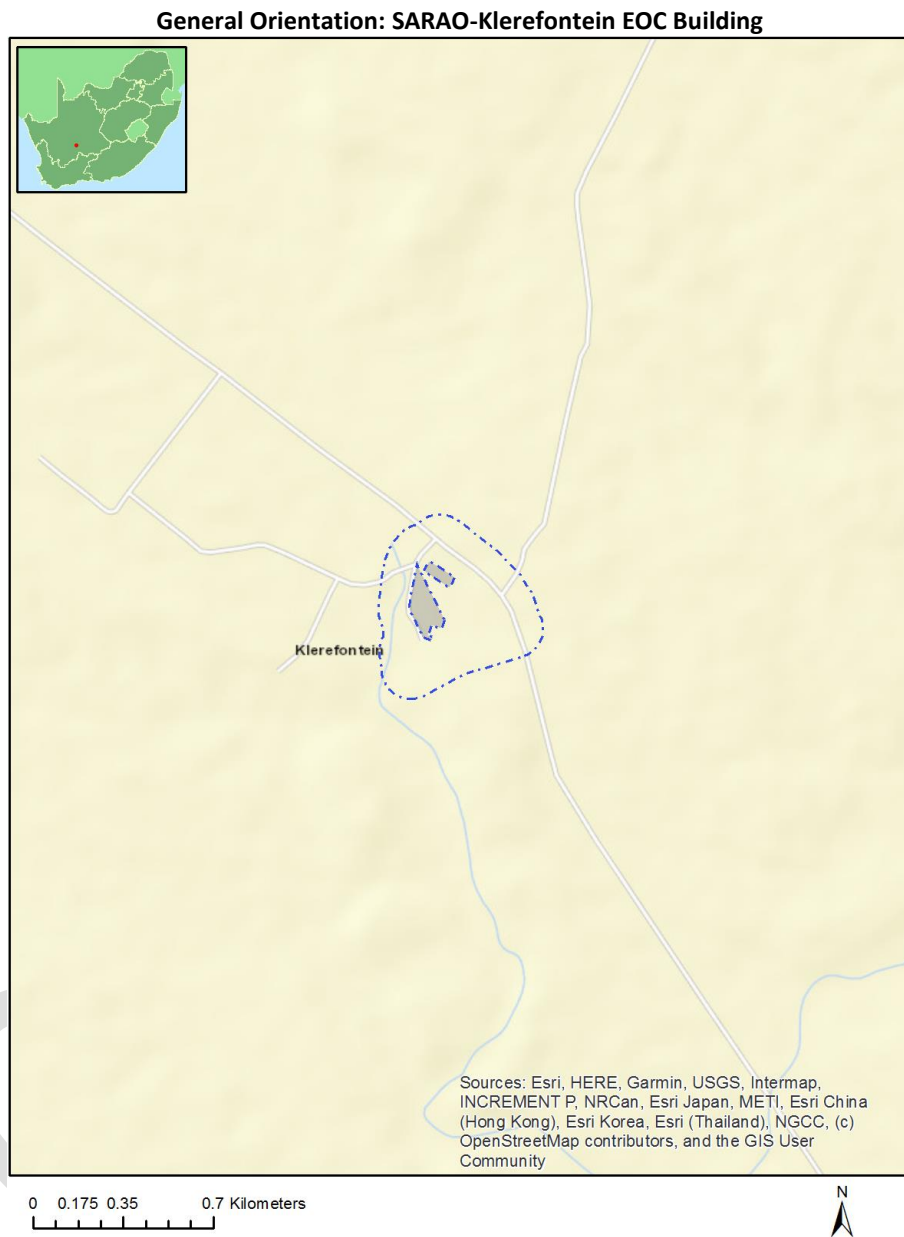 General Orientation: SARAO-Klerefontein EOC Building
Klerefontein
Sources: Esri, HERE, Garmin, USGS, Intermap,
INCREMENT P, NRCan, Esri Japan, METI, Esri China
(Hong Kong), Esri Korea, Esri (Thailand), NGCC, (c)
OpenStreetMap contributors, and the GIS User
Community
0 0.175 0.35 0.7 Kilometers
N